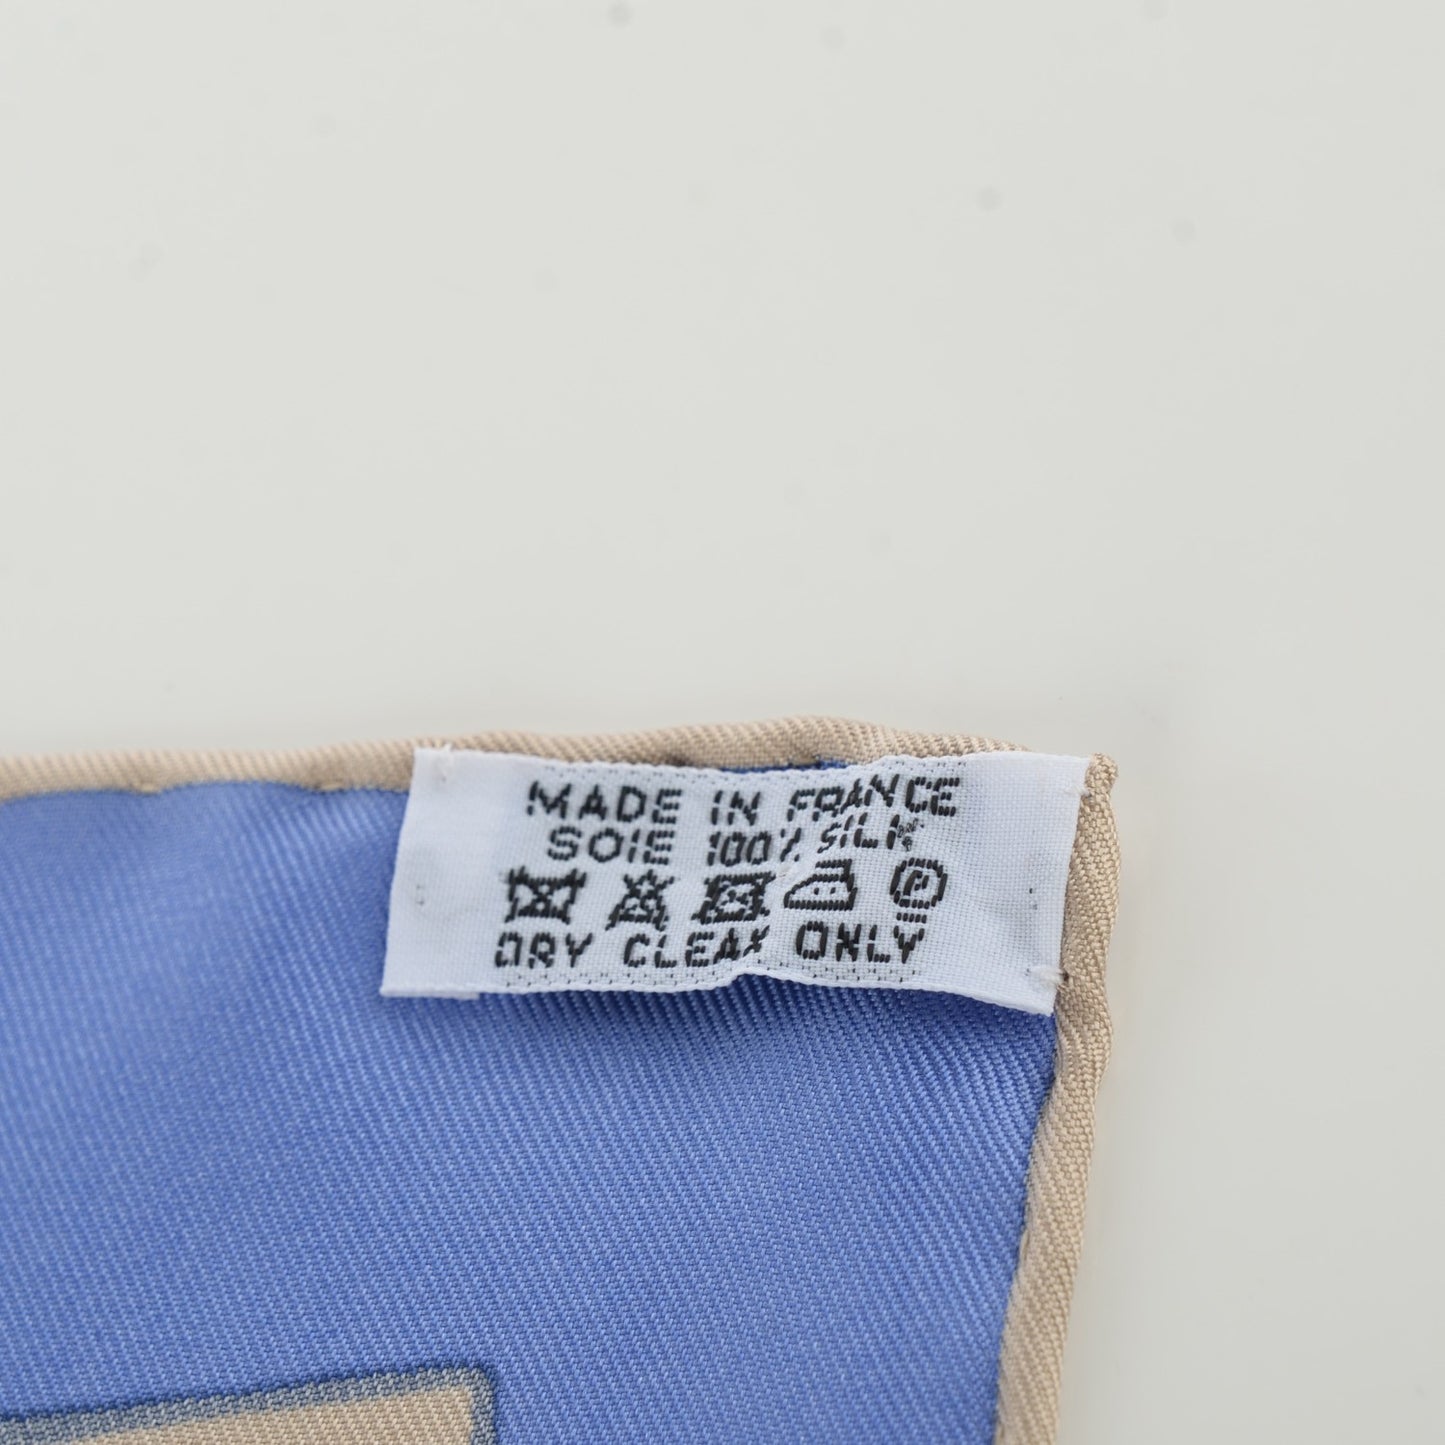 MADE IN FRANCE
SOIE 100% SILK
P
DRY CLEAN ONLY